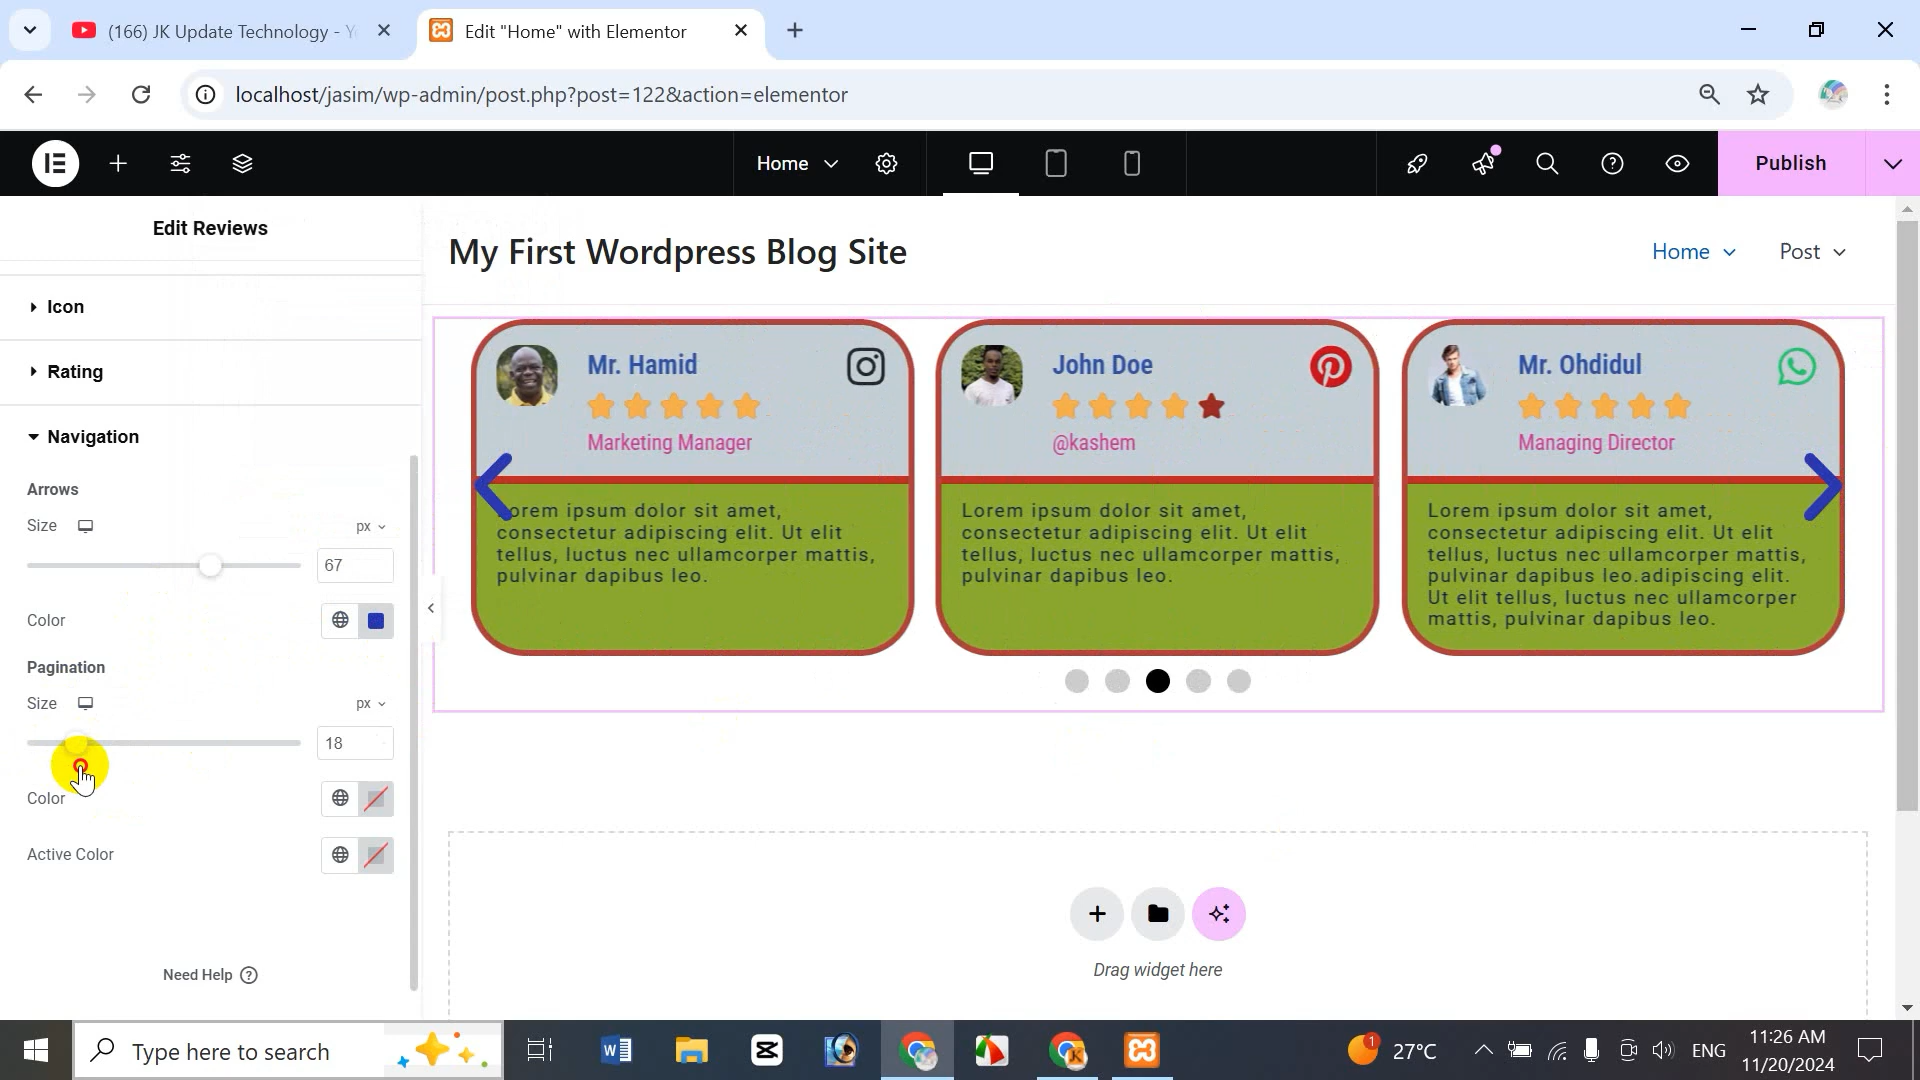 (166) JK Update Technology - Y
Edit "Home" with Elementor
localhost/jasim/wp-admin/post.php?post=122&action=elementor
Home
Publish
Edit Reviews
Icon
Rating
Navigation
Arrows
Size
px
67
Color
Pagination
Size
px
18
Color
Active Color
Need Help ?
My First Wordpress Blog Site
Home
Post
Mr. Hamid
Marketing Manager
Lorem ipsum dolor sit amet,
consectetur adipiscing elit. Ut elit
tellus, luctus nec ullamcorper mattis,
pulvinar dapibus leo.
John Doe
@kashem
Lorem ipsum dolor sit amet,
consectetur adipiscing elit. Ut elit
tellus, luctus nec ullamcorper mattis,
pulvinar dapibus leo.
Mr. Ohdidul
Managing Director
Lorem ipsum dolor sit amet,
consectetur adipiscing elit. Ut elit
tellus, luctus nec ullamcorper mattis,
pulvinar dapibus leo.adipiscing elit.
Ut elit tellus, luctus nec ullamcorper
mattis, pulvinar dapibus leo.
Drag widget here
Type here to search
1
27°C
ENG
11:26 AM
11/20/2024